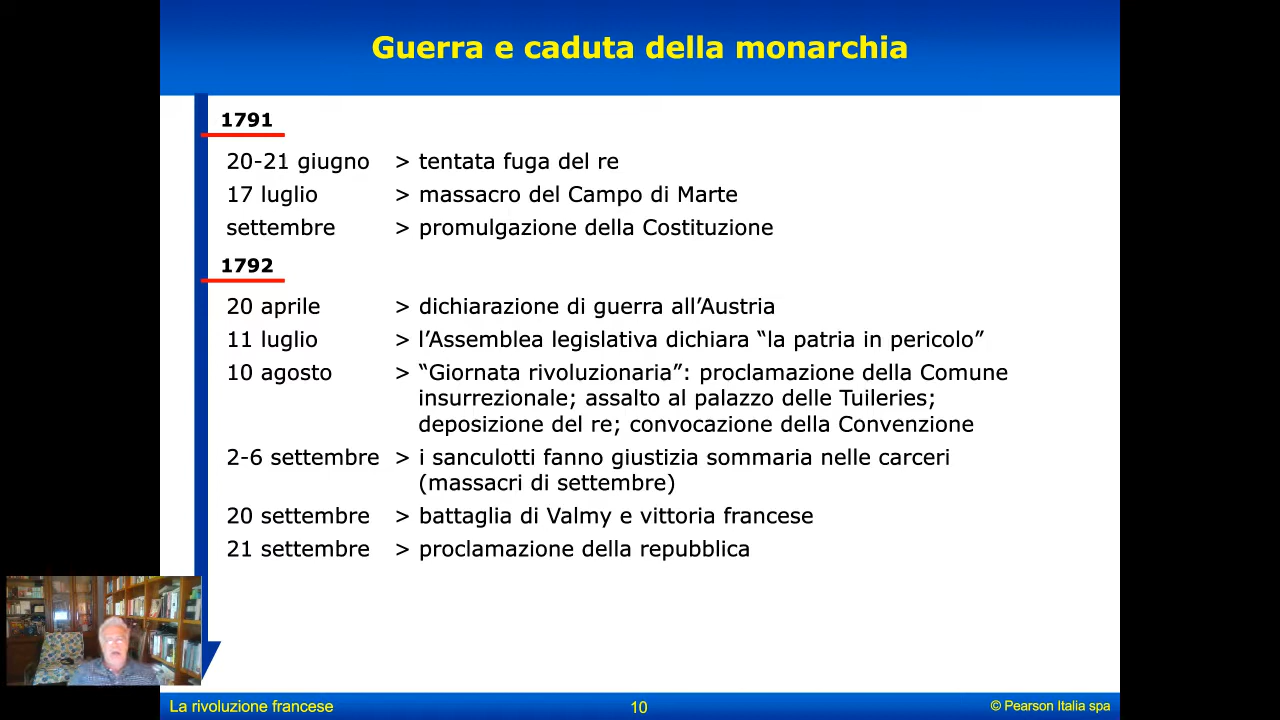 Guerra e caduta della monarchia
1791
20-21 giugno > tentata fuga del re
17 luglio > massacro del Campo di Marte
settembre > promulgazione della Costituzione
1792
20 aprile > dichiarazione di guerra all’Austria
11 luglio > l’Assemblea legislativa dichiara “la patria in pericolo”
10 agosto > “Giornata rivoluzionaria”: proclamazione della Comune
insurrezionale; assalto al palazzo delle Tuileries;
deposizione del re; convocazione della Convenzione
2-6 settembre > i sanculotti fanno giustizia sommaria nelle carceri
(massacri di settembre)
20 settembre > battaglia di Valmy e vittoria francese
21 settembre > proclamazione della repubblica
La rivoluzione francese 10 © Pearson Italia spa